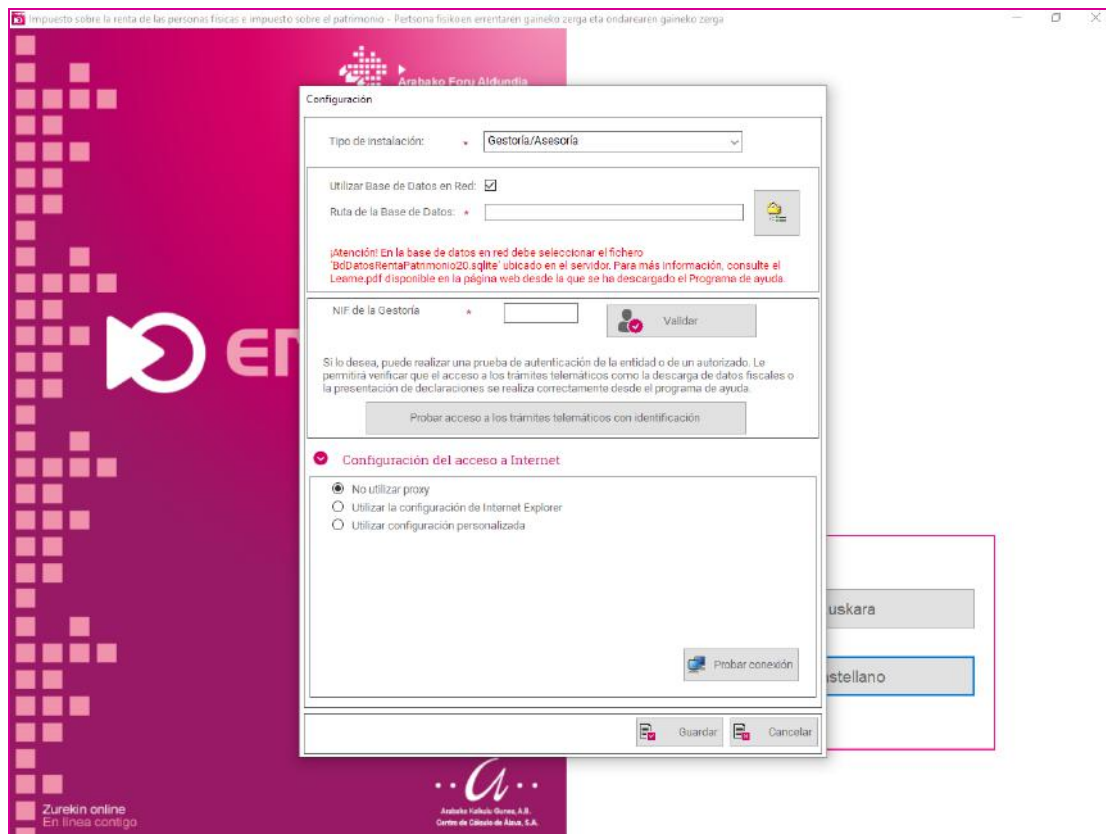 Impuesto sobre la renta de las personas físicas e impuesto sobre el patrimonio - Pertsona fisikoen errentaren gaineko zerga eta ondarearen gaineko zerga
Arabako Foru Aldundia
Configuración
Tipo de instalación: * Gestoría/Asesoría
Utilizar Base de Datos en Red:
Ruta de la Base de Datos: *
¡Atención! En la base de datos en red debe seleccionar el fichero
'BdDatosRentaPatrimonio20.sqlite' ubicado en el servidor. Para más información, consulte el
Leame.pdf disponible en la página web desde la que se ha descargado el Programa de ayuda.
NIF de la Gestoría * Validar
Si lo desea, puede realizar una prueba de autenticación de la entidad o de un autorizado. Le
permitirá verificar que el acceso a los trámites telemáticos como la descarga de datos fiscales o
la presentación de declaraciones se realiza correctamente desde el programa de ayuda.
Probar acceso a los trámites telemáticos con identificación
Configuración del acceso a Internet
No utilizar proxy
Utilizar la configuración de Internet Explorer
Utilizar configuración personalizada
uskara
Probar conexión
stellano
Guardar Cancelar
Zurekin online
En línea contigo
Arabako Kalkulu Gunea, A.B.
Centro de Cálculo de Álava, S.A.